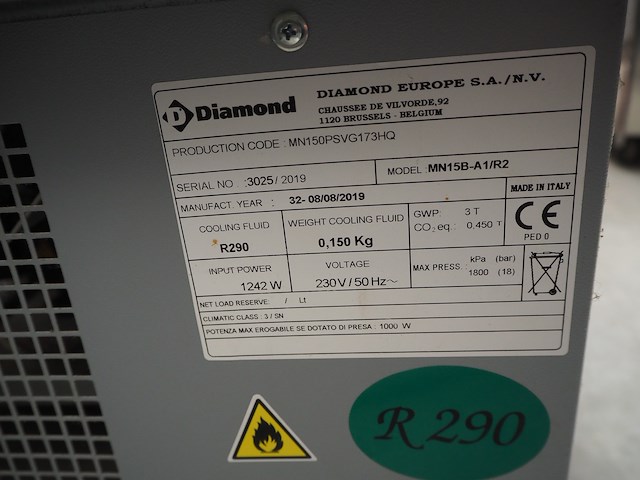 Diamond
DIAMOND EUROPE S.A./N.V.
CHAUSSEE DE VILVORDE,92
1120 BRUSSELS - BELGIUM
PRODUCTION CODE : MN150PSVG173HQ
SERIAL NO. :3025/ 2019
MODEL :MN15B-A1/R2
MANUFACT. YEAR : 32- 08/08/2019
MADE IN ITALY
COOLING FLUID
R290
WEIGHT COOLING FLUID
0,150 Kg
GWP: 3 T
CO2 eq.: 0,450 T
CE
PED 0
INPUT POWER
1242 W
VOLTAGE
230V/ 50 Hz~
MAX PRESS. kPa (bar)
1800 (18)
NET LOAD RESERVE: / Lt
CLIMATIC CLASS : 3 / SN
POTENZA MAX EROGABILE SE DOTATO DI PRESA : 1000 W
R 290